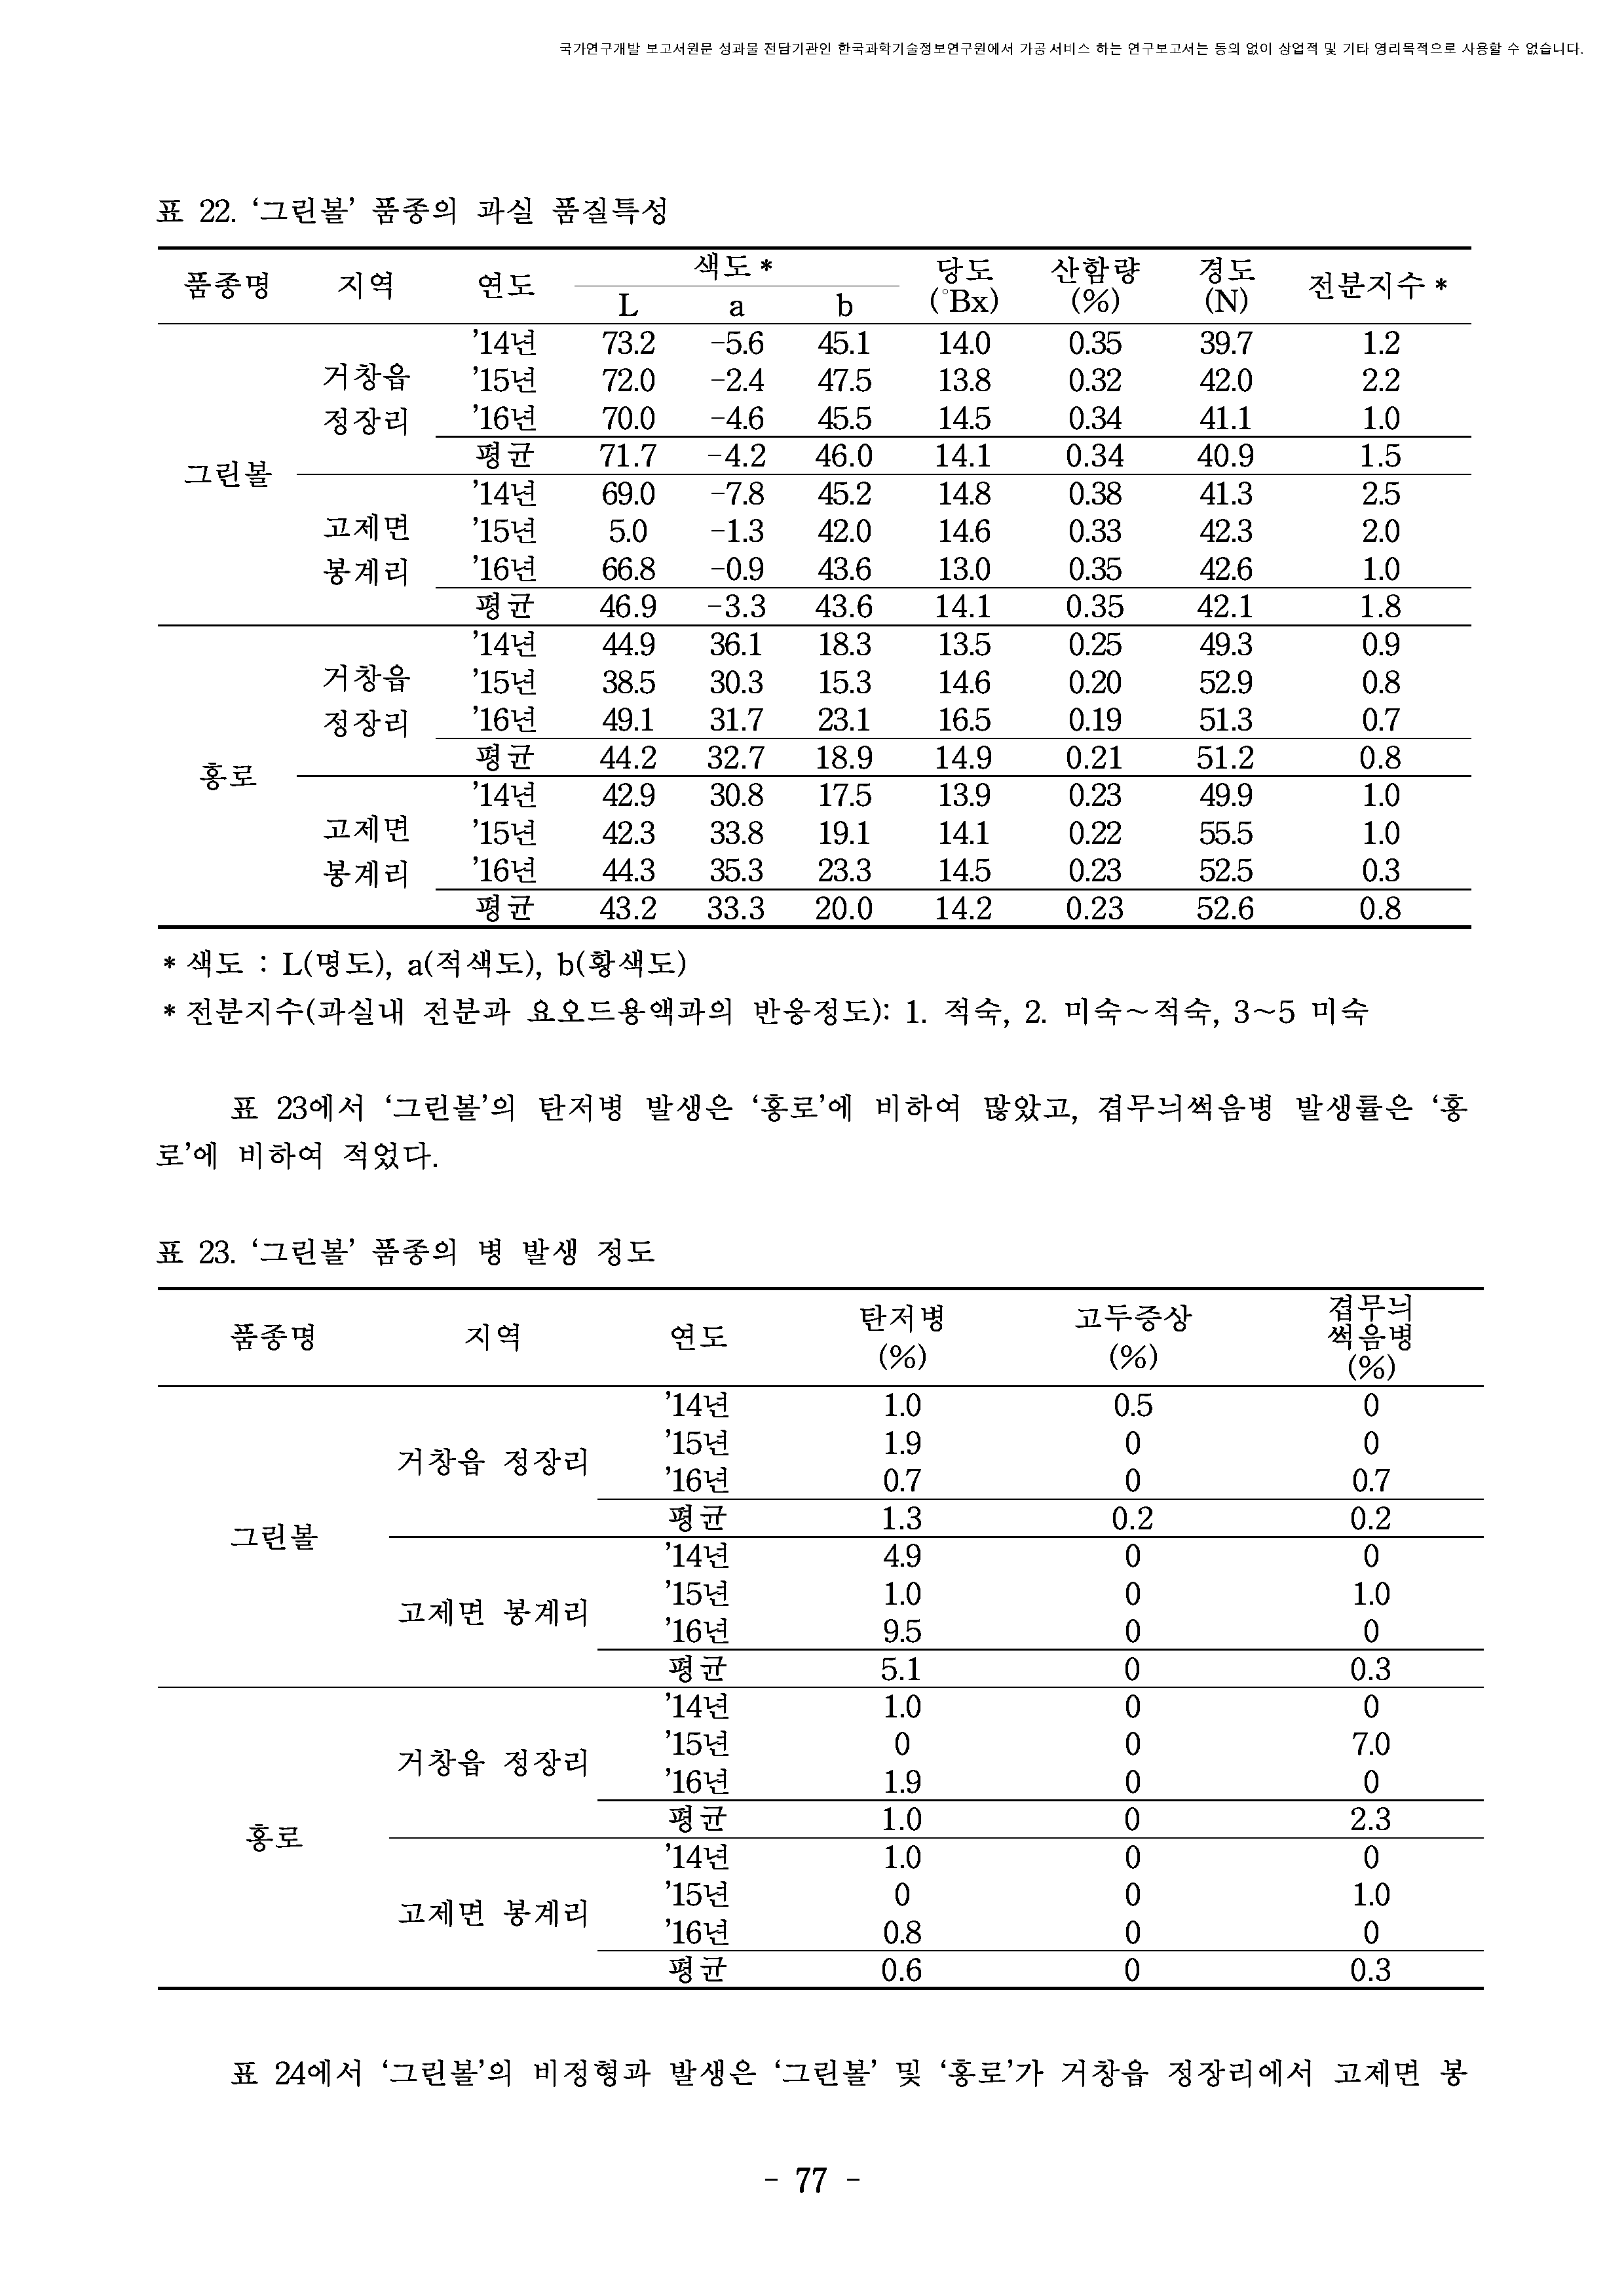 국가연구개발 보고서원문 성과물 전담기관인 한국과학기술정보연구원에서 가공·서비스 하는 연구보고서는 동의 없이 상업적 및 기타 영리목적으로 사용할 수 없습니다.
표 22. ‘그린볼’ 품종의 과실 품질특성
품종명 지역 연도 색도* 당도 (°Bx) 산함량 (%) 경도 (N) 전분지수*
L a b
그린볼 거창읍 정장리 ’14년 73.2 -5.6 45.1 14.0 0.35 39.7 1.2
’15년 72.0 -2.4 47.5 13.8 0.32 42.0 2.2
’16년 70.0 -4.6 45.5 14.5 0.34 41.1 1.0
평균 71.7 -4.2 46.0 14.1 0.34 40.9 1.5
고제면 봉계리 ’14년 69.0 -7.8 45.2 14.8 0.38 41.3 2.5
’15년 5.0 -1.3 42.0 14.6 0.33 42.3 2.0
’16년 66.8 -0.9 43.6 13.0 0.35 42.6 1.0
평균 46.9 -3.3 43.6 14.1 0.35 42.1 1.8
홍로 거창읍 정장리 ’14년 44.9 36.1 18.3 13.5 0.25 49.3 0.9
’15년 38.5 30.3 15.3 14.6 0.20 52.9 0.8
’16년 49.1 31.7 23.1 16.5 0.19 51.3 0.7
평균 44.2 32.7 18.9 14.9 0.21 51.2 0.8
고제면 봉계리 ’14년 42.9 30.8 17.5 13.9 0.23 49.9 1.0
’15년 42.3 33.8 19.1 14.1 0.22 55.5 1.0
’16년 44.3 35.3 23.3 14.5 0.23 52.5 0.3
평균 43.2 33.3 20.0 14.2 0.23 52.6 0.8
* 색도 : L(명도), a(적색도), b(황색도)
* 전분지수(과실내 전분과 요오드용액과의 반응정도): 1. 적숙, 2. 미숙~적숙, 3~5 미숙
표 23에서 ‘그린볼’의 탄저병 발생은 ‘홍로’에 비하여 많았고, 겹무늬썩음병 발생률은 ‘홍
로’에 비하여 적었다.
표 23. ‘그린볼’ 품종의 병 발생 정도
품종명 지역 연도 탄저병 (%) 고두증상 (%) 겹무늬 썩음병 (%)
그린볼 거창읍 정장리 ’14년 1.0 0.5 0
’15년 1.9 0 0
’16년 0.7 0 0.7
평균 1.3 0.2 0.2
고제면 봉계리 ’14년 4.9 0 0
’15년 1.0 0 1.0
’16년 9.5 0 0
평균 5.1 0 0.3
홍로 거창읍 정장리 ’14년 1.0 0 0
’15년 0 0 7.0
’16년 1.9 0 0
평균 1.0 0 2.3
고제면 봉계리 ’14년 1.0 0 0
’15년 0 0 1.0
’16년 0.8 0 0
평균 0.6 0 0.3
표 24에서 ‘그린볼’의 비정형과 발생은 ‘그린볼’ 및 ‘홍로’가 거창읍 정장리에서 고제면 봉
- 77 -